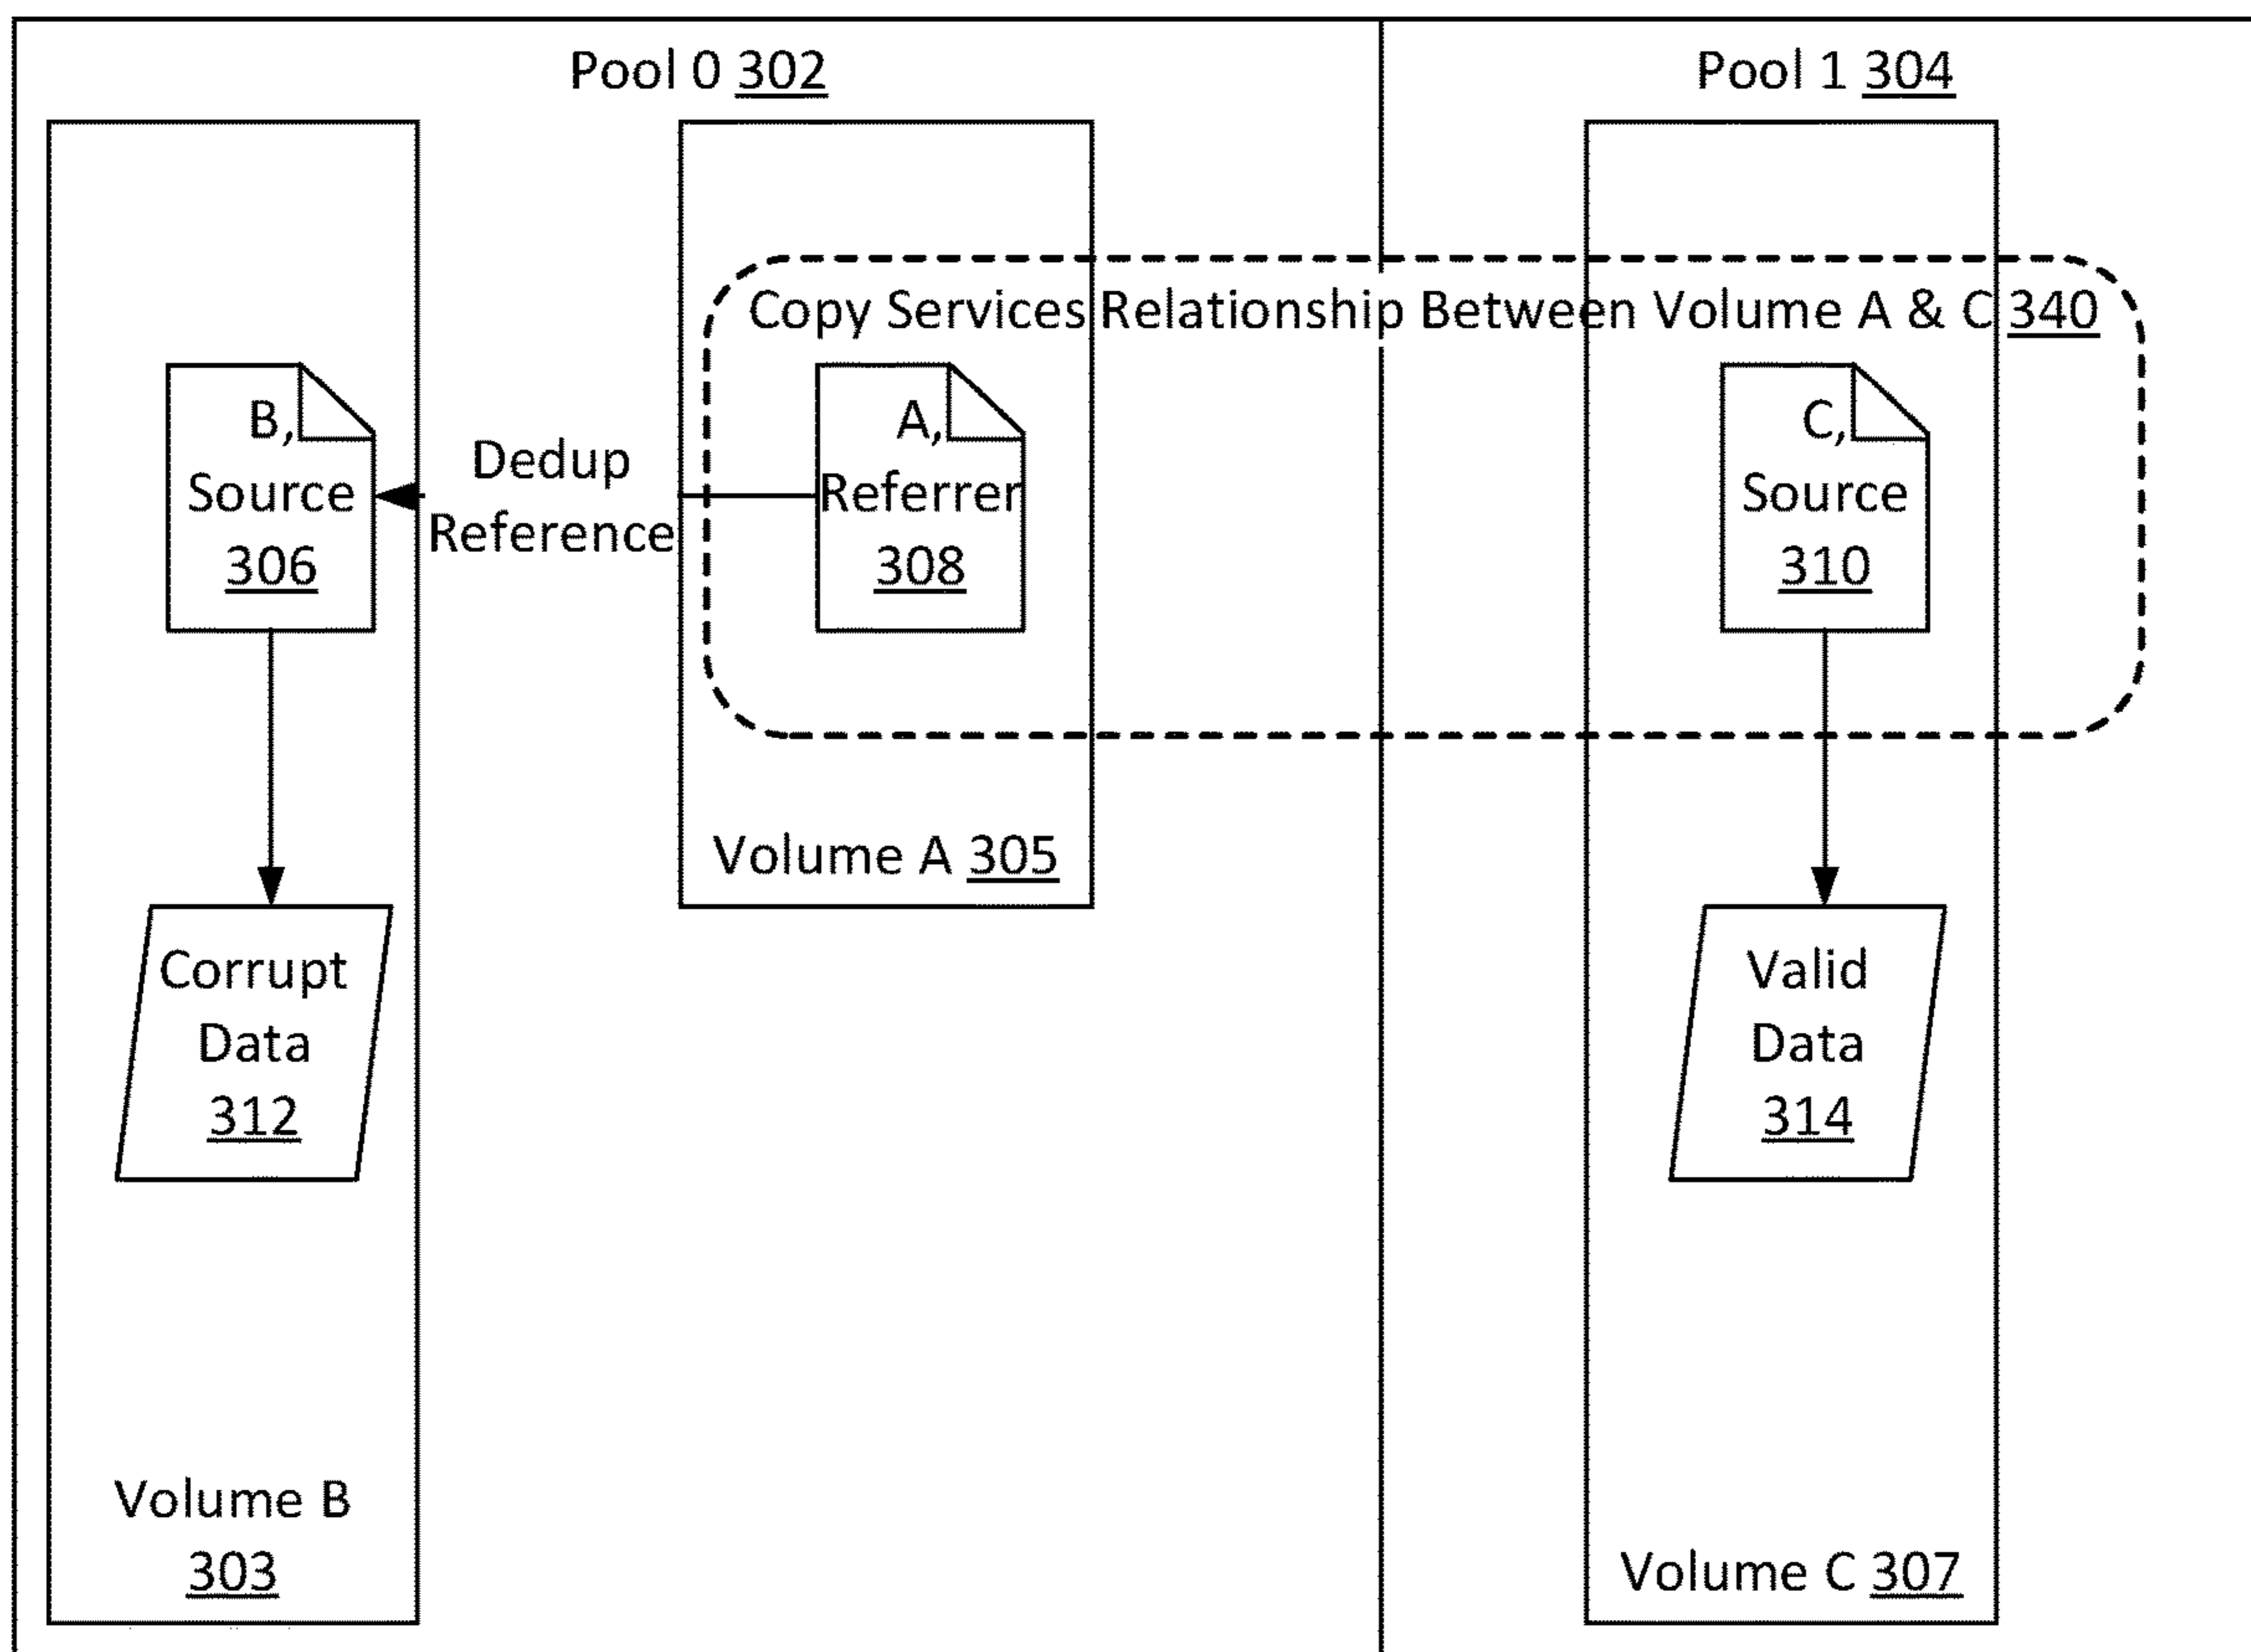 Pool 0 302
Pool 1 304
Copy Services Relationship Between Volume A & C 340
B,
Source
306
Dedup
Reference
A,
Referrer
308
C,
Source
310
Volume A 305
Corrupt
Data
312
Valid
Data
314
Volume B
303
Volume C 307